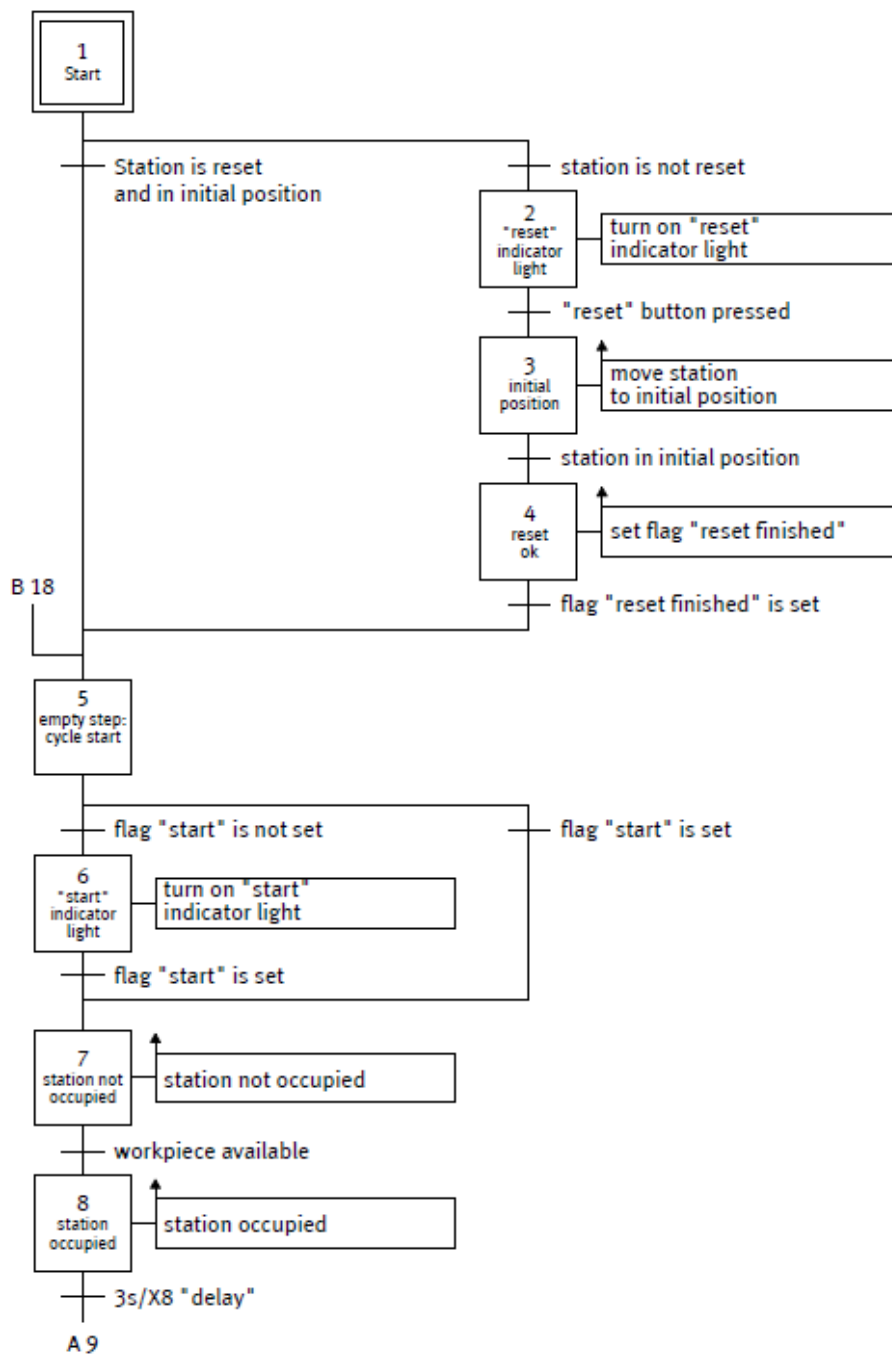 1
Start
Station is reset
and in initial position
station is not reset
2
"reset"
indicator
light
turn on "reset"
indicator light
"reset" button pressed
3
initial
position
move station
to initial position
station in initial position
4
reset
ok
set flag "reset finished"
flag "reset finished" is set
B 18
5
empty step:
cycle start
flag "start" is not set
flag "start" is set
6
"start"
indicator
light
turn on "start"
indicator light
flag "start" is set
7
station not
occupied
station not occupied
workpiece available
8
station
occupied
station occupied
3s/X8 "delay"
A 9